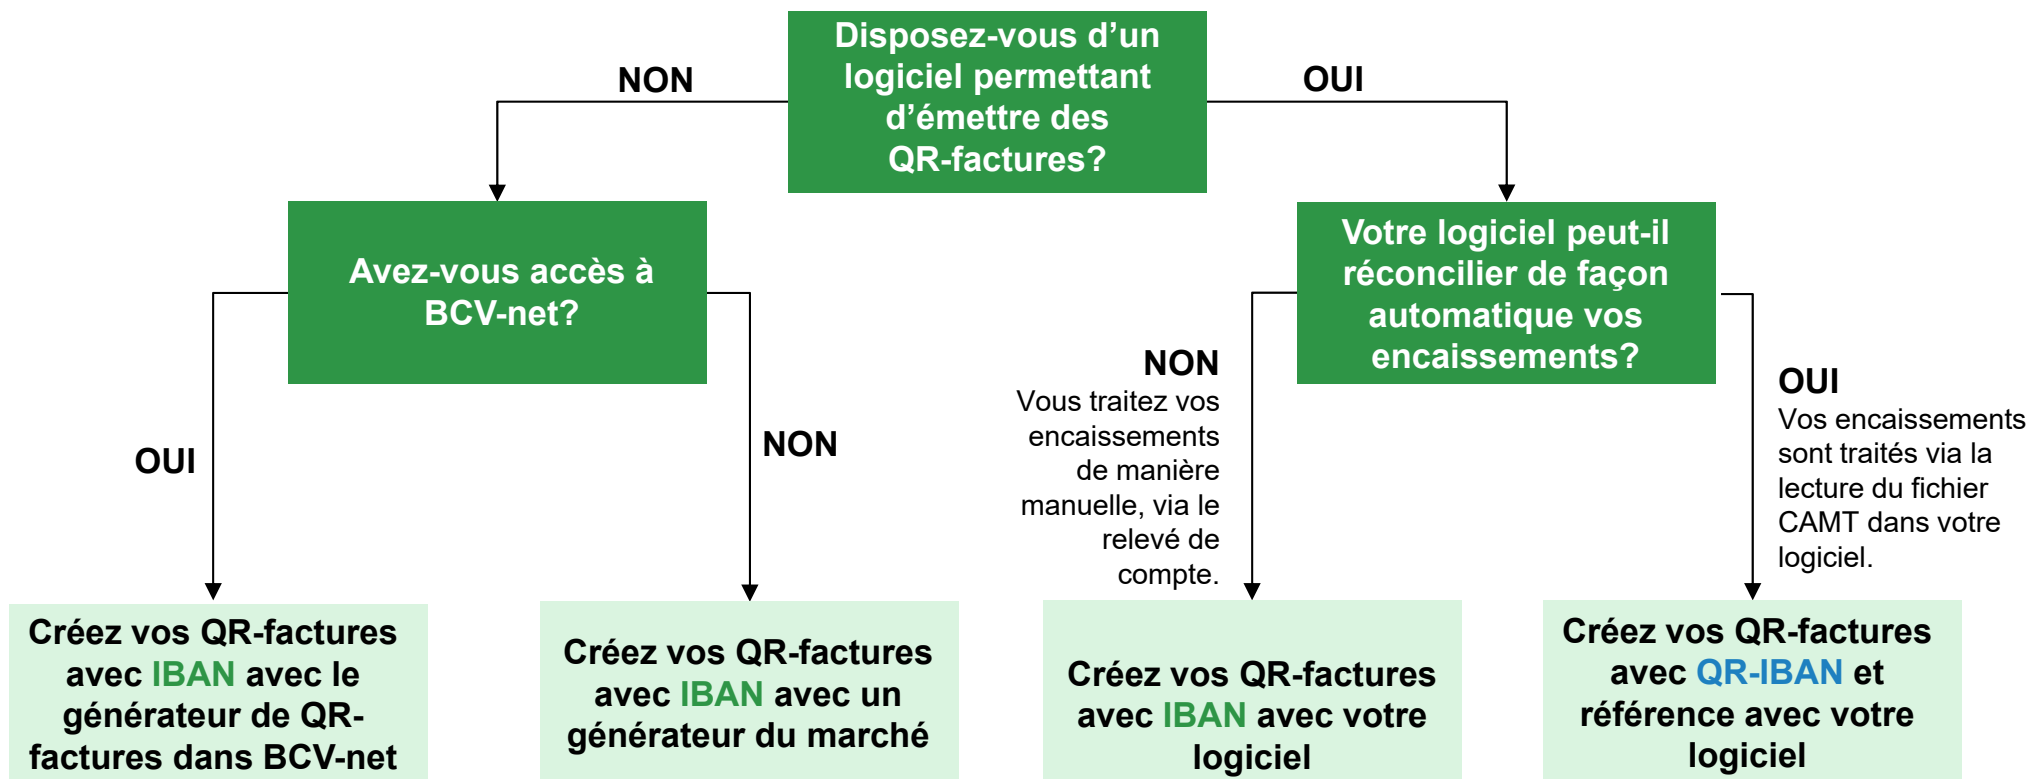 Disposez-vous d’un
logiciel permettant
d’émettre des
QR-factures?
NON
OUI
Avez-vous accès à
BCV-net?
Votre logiciel peut-il
réconcilier de façon
automatique vos
encaissements?
OUI
NON
NON
Vous traitez vos
encaissements
de manière
manuelle, via le
relevé de
compte.
OUI
Vos encaissements
sont traités via la
lecture du fichier
CAMT dans votre
logiciel.
Créez vos QR-factures
avec IBAN avec le
générateur de QR-
factures dans BCV-net
Créez vos QR-factures
avec IBAN avec un
générateur du marché
Créez vos QR-factures
avec IBAN avec votre
logiciel
Créez vos QR-factures
avec QR-IBAN et
référence avec votre
logiciel